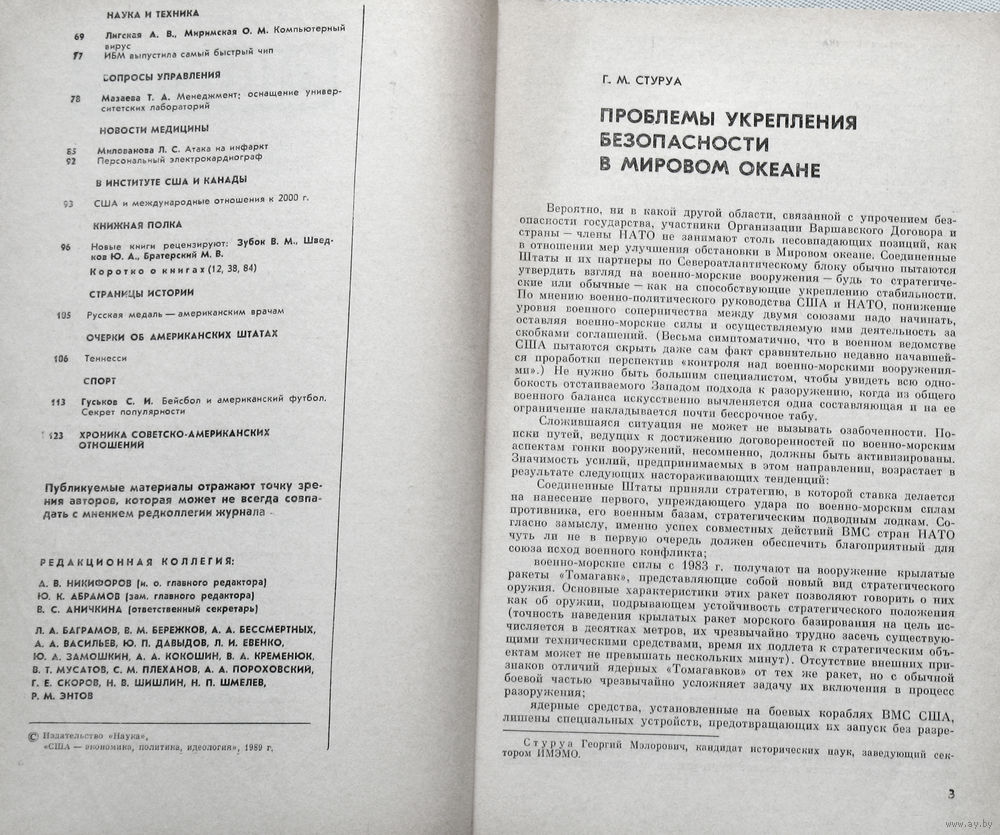 НАУКА И ТЕХНИКА
69 Лигская А. В., Миримская О. М. Компьютерный
вирус
77 ИБМ выпустила самый быстрый чип
ВОПРОСЫ УПРАВЛЕНИЯ
78 Мазаева Т. А. Менеджмент: оснащение универ-
ситетских лабораторий
НОВОСТИ МЕДИЦИНЫ
85 Милованова Л. С. Атака на инфаркт
92 Персональный электрокардиограф
В ИНСТИТУТЕ США И КАНАДЫ
93 США и международные отношения к 2000 г.
КНИЖНАЯ ПОЛКА
96 Новые книги рецензируют: Зубок В. М., Швед-
ков Ю. А., Братерский М. В.
Коротко о книгах (12, 38, 84)
СТРАНИЦЫ ИСТОРИИ
105 Русская медаль — американским врачам
ОЧЕРКИ ОБ АМЕРИКАНСКИХ ШТАТАХ
106 Теннесси
СПОРТ
113 Гуськов С. И. Бейсбол и американский футбол.
Секрет популярности
123 ХРОНИКА СОВЕТСКО-АМЕРИКАНСКИХ
ОТНОШЕНИЙ
Публикуемые материалы отражают точку зре-
ния авторов, которая может не всегда совпа-
дать с мнением редколлегии журнала
РЕДАКЦИОННАЯ КОЛЛЕГИЯ:
А. В. НИКИФОРОВ (и. о. главного редактора)
Ю. К. АБРАМОВ (зам. главного редактора)
В. С. АНИЧКИНА (ответственный секретарь)
Л. А. БАГРАМОВ, В. М. БЕРЕЖКОВ, А. А. БЕССМЕРТНЫХ,
А. А. ВАСИЛЬЕВ, Ю. П. ДАВЫДОВ, Л. И. ЕВЕНКО,
Ю. А. ЗАМОШКИН, А. А. КОКОШИН, В. А. КРЕМЕНЮК,
В. Т. МУСАТОВ, С. М. ПЛЕХАНОВ, А. А. ПОРОХОВСКИЙ,
Г. Е. СКОРОВ, Н. В. ШИШЛИН, Н. П. ШМЕЛЕВ,
Р. М. ЭНТОВ
© Издательство «Наука»,
«США — экономика, политика, идеология», 1989 г.
Г. М. СТУРУА
ПРОБЛЕМЫ УКРЕПЛЕНИЯ
БЕЗОПАСНОСТИ
В МИРОВОМ ОКЕАНЕ
Вероятно, ни в какой другой области, связанной с упрочением без-
опасности государства, участники Организации Варшавского Договора и
страны — члены НАТО не занимают столь несовпадающих позиций, как
в отношении мер улучшения обстановки в Мировом океане. Соединенные
Штаты и их партнеры по Североатлантическому блоку обычно пытаются
утвердить взгляд на военно-морские вооружения — будь то стратегиче-
ские или обычные — как на способствующие укреплению стабильности.
По мнению военно-политического руководства США и НАТО, понижение
уровня военного соперничества между двумя союзами надо начинать,
оставляя военно-морские силы и осуществляемую ими деятельность за
скобками соглашений. (Весьма симптоматично, что в военном ведомстве
США пытаются скрыть даже сам факт сравнительно недавно начавшей-
ся проработки перспектив «контроля над военно-морскими вооружения-
ми».) Не нужно быть большим специалистом, чтобы увидеть всю одно-
бокость отстаиваемого Западом подхода к разоружению, когда из общего
военного баланса искусственно вычленяется одна составляющая и на ее
ограничение накладывается почти бессрочное табу.
Сложившаяся ситуация не может не вызывать озабоченности. По-
иски путей, ведущих к достижению договоренностей по военно-морским
аспектам гонки вооружений, несомненно, должны быть активизированы.
Значимость усилий, предпринимаемых в этом направлении, возрастает в
результате следующих настораживающих тенденций:
Соединенные Штаты приняли стратегию, в которой ставка делается
на нанесение первого, упреждающего удара по военно-морским силам
противника, его военным базам, стратегическим подводным лодкам. Со-
гласно замыслу, именно успех совместных действий ВМС стран НАТО
чуть ли не в первую очередь должен обеспечить благоприятный для
союза исход военного конфликта;
военно-морские силы с 1983 г. получают на вооружение крылатые
ракеты «Томагавк», представляющие собой новый вид стратегического
оружия. Основные характеристики этих ракет позволяют говорить о них
как об оружии, подрывающем устойчивость стратегического положения
(точность наведения крылатых ракет морского базирования на цель ис-
числяется в десятках метров, их чрезвычайно трудно засечь существую-
щими техническими средствами, время их подлета к стратегическим объ-
ектам может не превышать нескольких минут). Отсутствие внешних при-
знаков отличий ядерных «Томагавков» от тех же ракет, но с обычной
боевой частью чрезвычайно усложняет задачу их включения в процесс
разоружения;
ядерные средства, установленные на боевых кораблях ВМС США,
лишены специальных устройств, предотвращающих их запуск без разре-
Стуруа Георгий Мэлорович, кандидат исторических наук, заведующий сек-
тором ИМЭМО.
3
www.ay.by